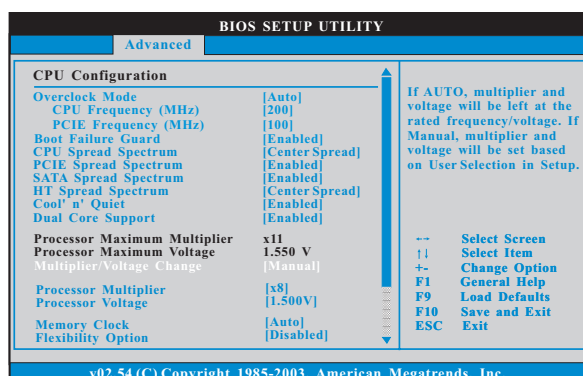 BIOS SETUP UTILITY
Advanced
CPU Configuration
Overclock Mode [Auto]
CPU Frequency (MHz) [200]
PCIE Frequency (MHz) [100]
Boot Failure Guard [Enabled]
CPU Spread Spectrum [Center Spread]
PCIE Spread Spectrum [Enabled]
SATA Spread Spectrum [Enabled]
HT Spread Spectrum [Center Spread]
Cool' n' Quiet [Enabled]
Dual Core Support [Enabled]
Processor Maximum Multiplier x11
Processor Maximum Voltage 1.550 V
Multiplier/Voltage Change [Manual]
Processor Multiplier [x8]
Processor Voltage [1.500V]
Memory Clock [Auto]
Flexibility Option [Disabled]
If AUTO, multiplier and
voltage will be left at the
rated frequency/voltage. If
Manual, multiplier and
voltage will be set based
on User Selection in Setup.
←→ Select Screen
↑↓ Select Item
+- Change Option
F1 General Help
F9 Load Defaults
F10 Save and Exit
ESC Exit
v02.54 (C) Copyright 1985-2003, American Megatrends, Inc.